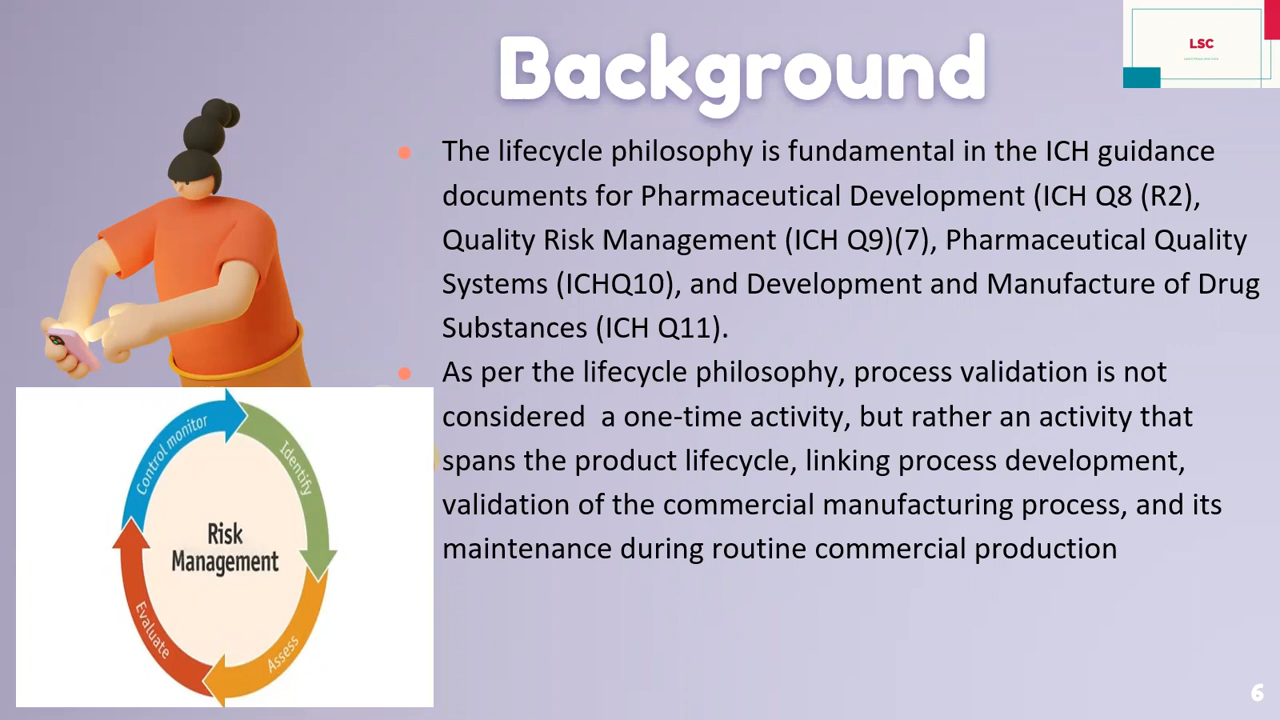 Background
LSC
The lifecycle philosophy is fundamental in the ICH guidance
documents for Pharmaceutical Development (ICH Q8 (R2),
Quality Risk Management (ICH Q9)(7), Pharmaceutical Quality
Systems (ICHQ10), and Development and Manufacture of Drug
Substances (ICH Q11).
As per the lifecycle philosophy, process validation is not
considered  a one-time activity, but rather an activity that
spans the product lifecycle, linking process development,
validation of the commercial manufacturing process, and its
maintenance during routine commercial production
Control monitor
Identify
Risk
Management
Evaluate
Assess
6